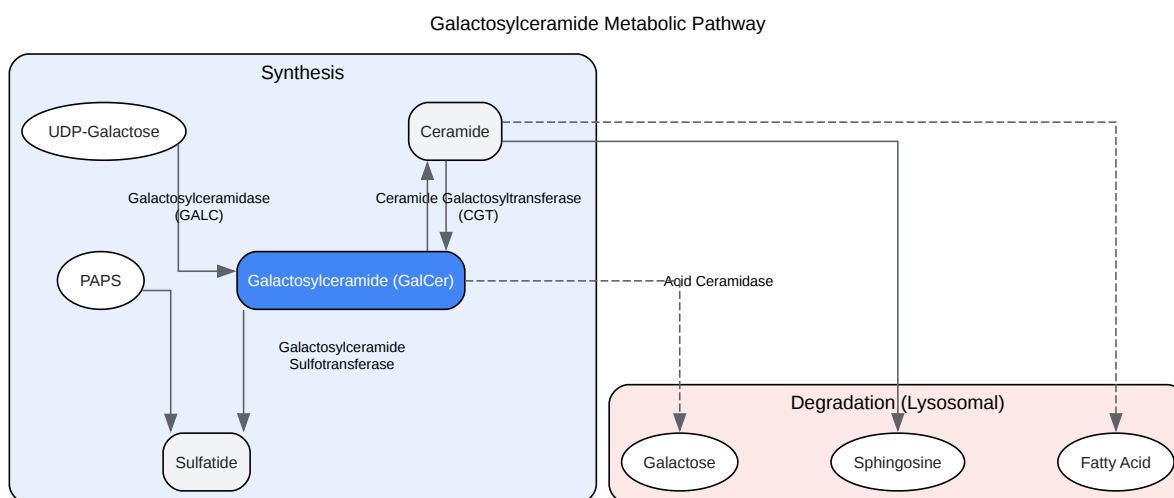 Galactosylceramide Metabolic Pathway
Synthesis
UDP-Galactose
Ceramide
Galactosylceramidase
(GALC)
Ceramide Galactosyltransferase
(CGT)
PAPS
Galactosylceramide (GalCer)
Acid Ceramidase
Galactosylceramide
Sulfotransferase
Degradation (Lysosomal)
Sulfatide
Galactose
Sphingosine
Fatty Acid